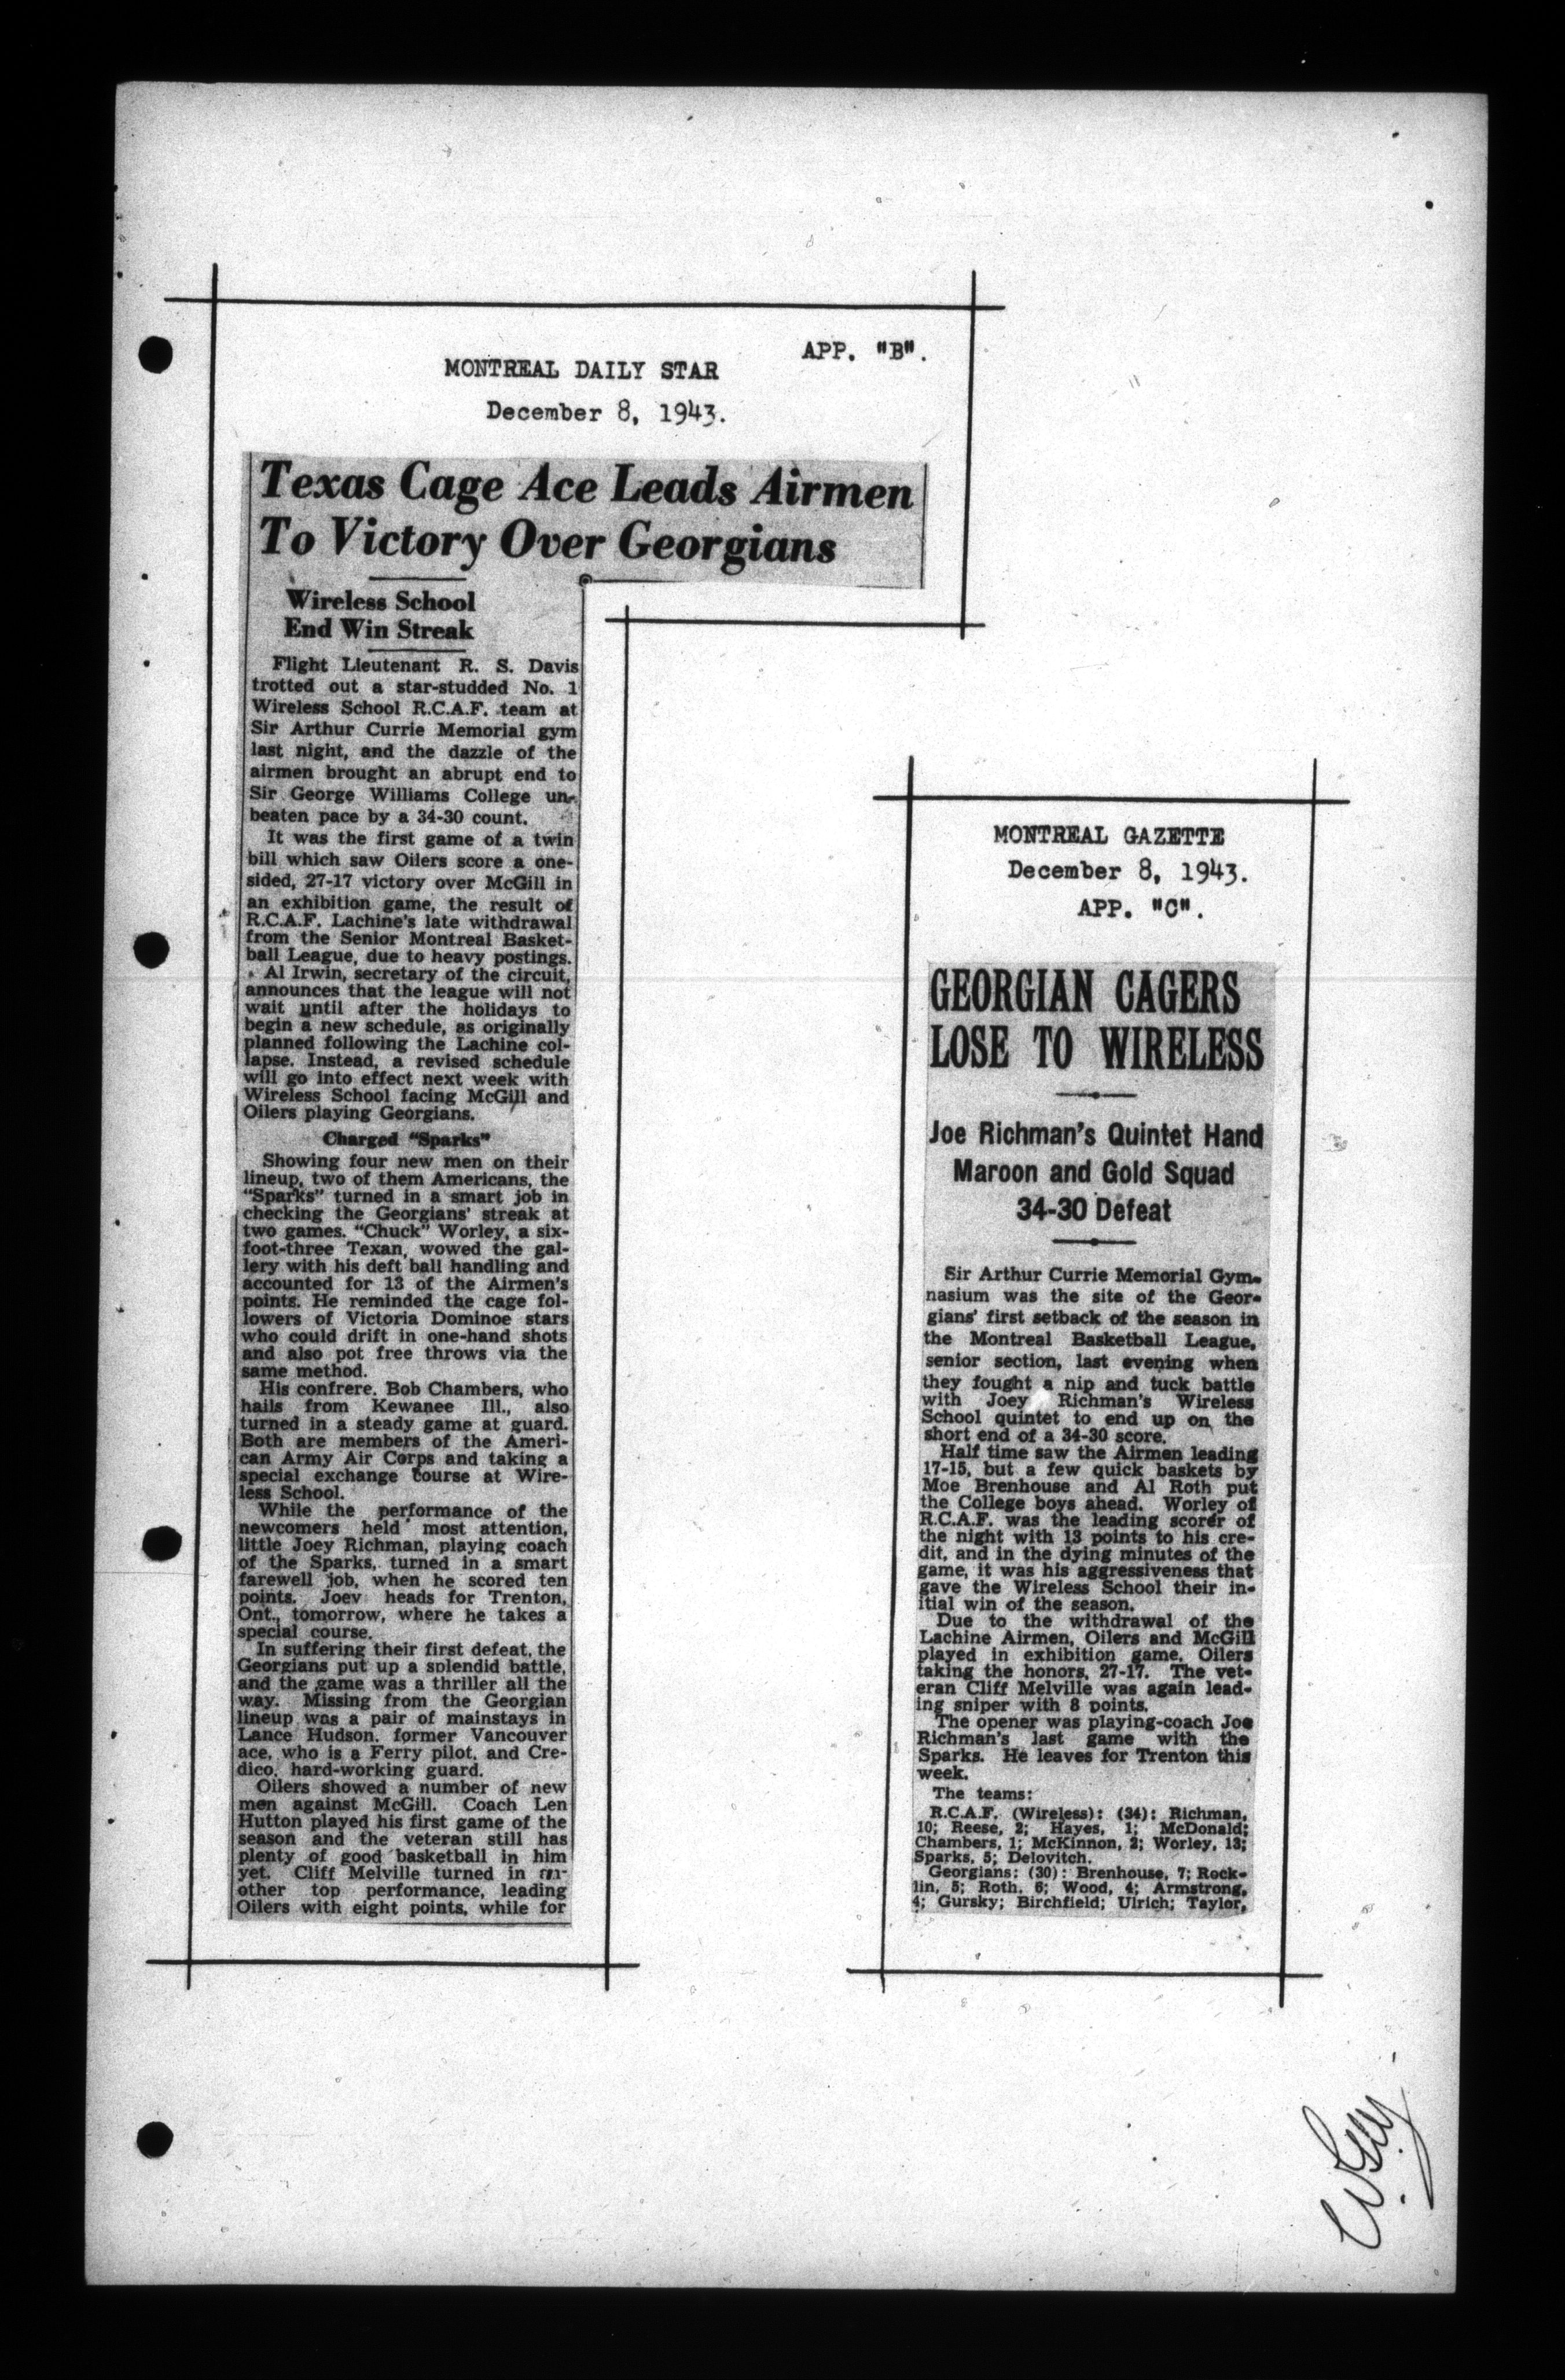 APP. "B".
MONTREAL DAILY STAR
December 8, 1943.
Texas Cage Ace Leads Airmen
To Victory Over Georgians
Wireless School
End Win Streak
Flight Lieutenant R. S. Davis
trotted out a star-studded No. 1
Wireless School R.C.A.F. team at
Sir Arthur Currie Memorial gym
last night, and the dazzle of the
airmen brought an abrupt end to
Sir George Williams College un-
beaten pace by a 34-30 count.
It was the first game of a twin
bill which saw Oilers score a one-
sided, 27-17 victory over McGill in
an exhibition game, the result of
R.C.A.F. Lachine's late withdrawal
from the Senior Montreal Basket-
ball League, due to heavy postings.
Al Irwin, secretary of the circuit,
announces that the league will not
wait until after the holidays to
begin a new schedule, as originally
planned following the Lachine col-
lapse. Instead, a revised schedule
will go into effect next week with
Wireless School facing McGill and
Oilers playing Georgians.
Charged "Sparks"
Showing four new men on their
lineup, two of them Americans, the
"Sparks" turned in a smart job in
checking the Georgians' streak at
two games. "Chuck" Worley, a six-
foot-three Texan, wowed the gal-
lery with his deft ball handling and
accounted for 13 of the Airmen's
points. He reminded the cage fol-
lowers of Victoria Dominoe stars
who could drift in one-hand shots
and also pot free throws via the
same method.
His confrere, Bob Chambers, who
hails from Kewanee Ill., also
turned in a steady game at guard.
Both are members of the Ameri-
can Army Air Corps and taking a
special exchange course at Wire-
less School.
While the performance of the
newcomers held most attention,
little Joey Richman, playing coach
of the Sparks, turned in a smart
farewell job, when he scored ten
points. Joey heads for Trenton,
Ont., tomorrow, where he takes a
special course.
In suffering their first defeat, the
Georgians put up a splendid battle,
and the game was a thriller all the
way. Missing from the Georgian
lineup was a pair of mainstays in
Lance Hudson, former Vancouver
ace, who is a Ferry pilot, and Cre-
dico, hard-working guard.
Oilers showed a number of new
men against McGill. Coach Len
Hutton played his first game of the
season and the veteran still has
plenty of good basketball in him
yet. Cliff Melville turned in an-
other top performance, leading
Oilers with eight points, while for
MONTREAL GAZETTE
December 8, 1943.
APP. "C".
GEORGIAN CAGERS
LOSE TO WIRELESS
Joe Richman's Quintet Hand
Maroon and Gold Squad
34-30 Defeat
Sir Arthur Currie Memorial Gym-
nasium was the site of the Geor-
gians' first setback of the season in
the Montreal Basketball League,
senior section, last evening when
they fought a nip and tuck battle
with Joey Richman's Wireless
School quintet to end up on the
short end of a 34-30 score.
Half time saw the Airmen leading
17-15, but a few quick baskets by
Moe Brenhouse and Al Roth put
the College boys ahead. Worley of
R.C.A.F. was the leading scorer of
the night with 13 points to his cre-
dit, and in the dying minutes of the
game, it was his aggressiveness that
gave the Wireless School their in-
itial win of the season.
Due to the withdrawal of the
Lachine Airmen, Oilers and McGill
played in exhibition game, Oilers
taking the honors, 27-17. The vet-
eran Cliff Melville was again lead-
ing sniper with 8 points.
The opener was playing-coach Joe
Richman's last game with the
Sparks. He leaves for Trenton this
week.
The teams:
R.C.A.F. (Wireless): (34): Richman,
10; Reese, 2; Hayes, 1; McDonald;
Chambers, 1; McKinnon, 2; Worley, 13;
Sparks, 5; Delovitch.
Georgians: (30): Brenhouse, 7; Rock-
lin, 5; Roth, 6; Wood, 4; Armstrong,
4; Gursky; Birchfield; Ulrich; Taylor,